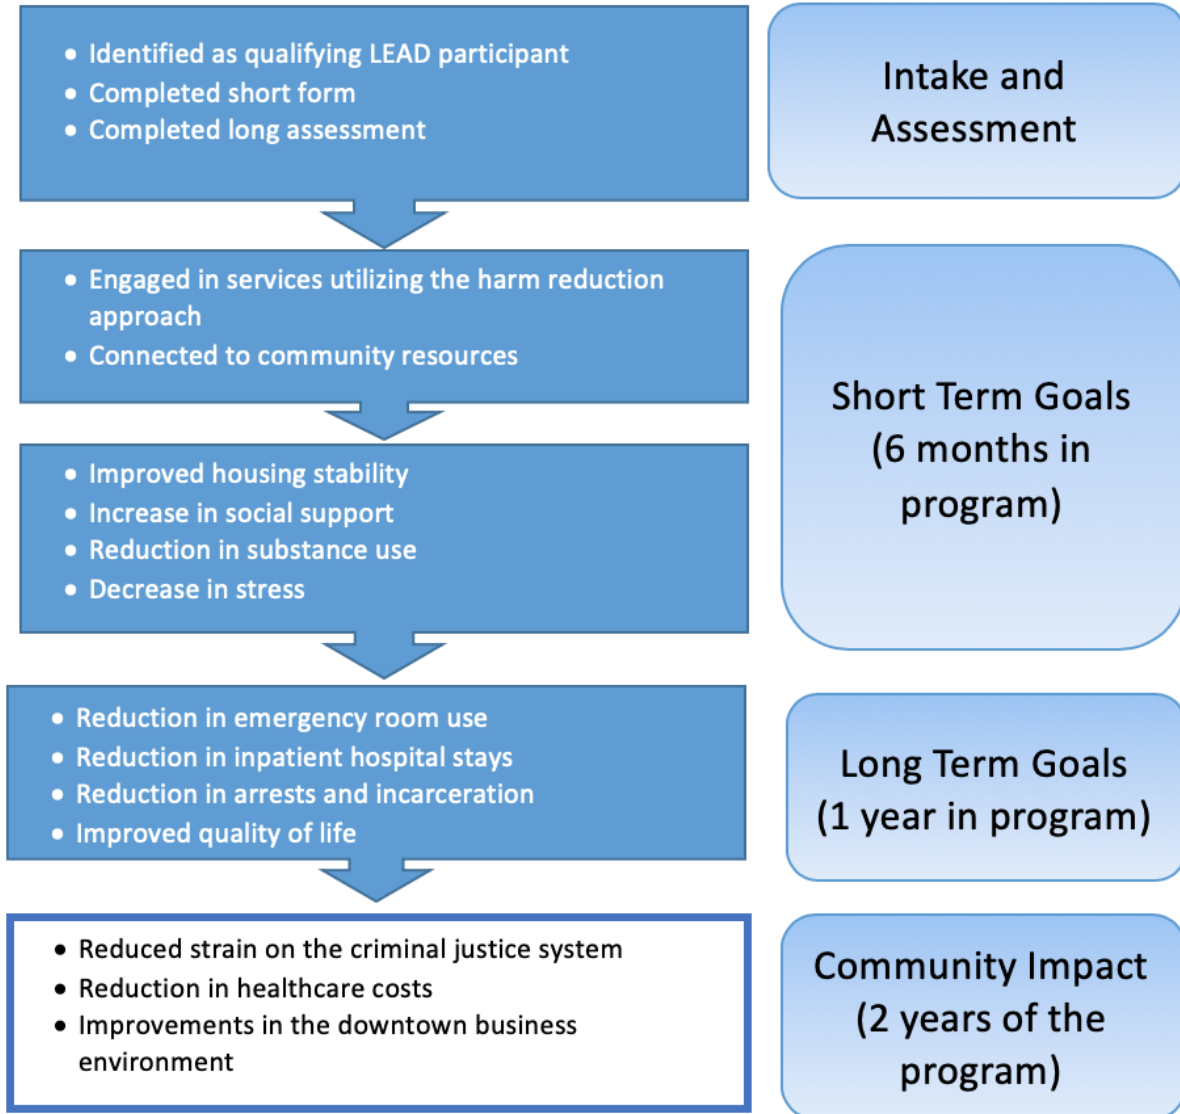 • Identified as qualifying LEAD participant
• Completed short form
• Completed long assessment
Intake and
Assessment
• Engaged in services utilizing the harm reduction
approach
• Connected to community resources
• Improved housing stability
• Increase in social support
• Reduction in substance use
• Decrease in stress
Short Term Goals
(6 months in
program)
• Reduction in emergency room use
• Reduction in inpatient hospital stays
• Reduction in arrests and incarceration
• Improved quality of life
Long Term Goals
(1 year in program)
• Reduced strain on the criminal justice system
• Reduction in healthcare costs
• Improvements in the downtown business
environment
Community Impact
(2 years of the
program)